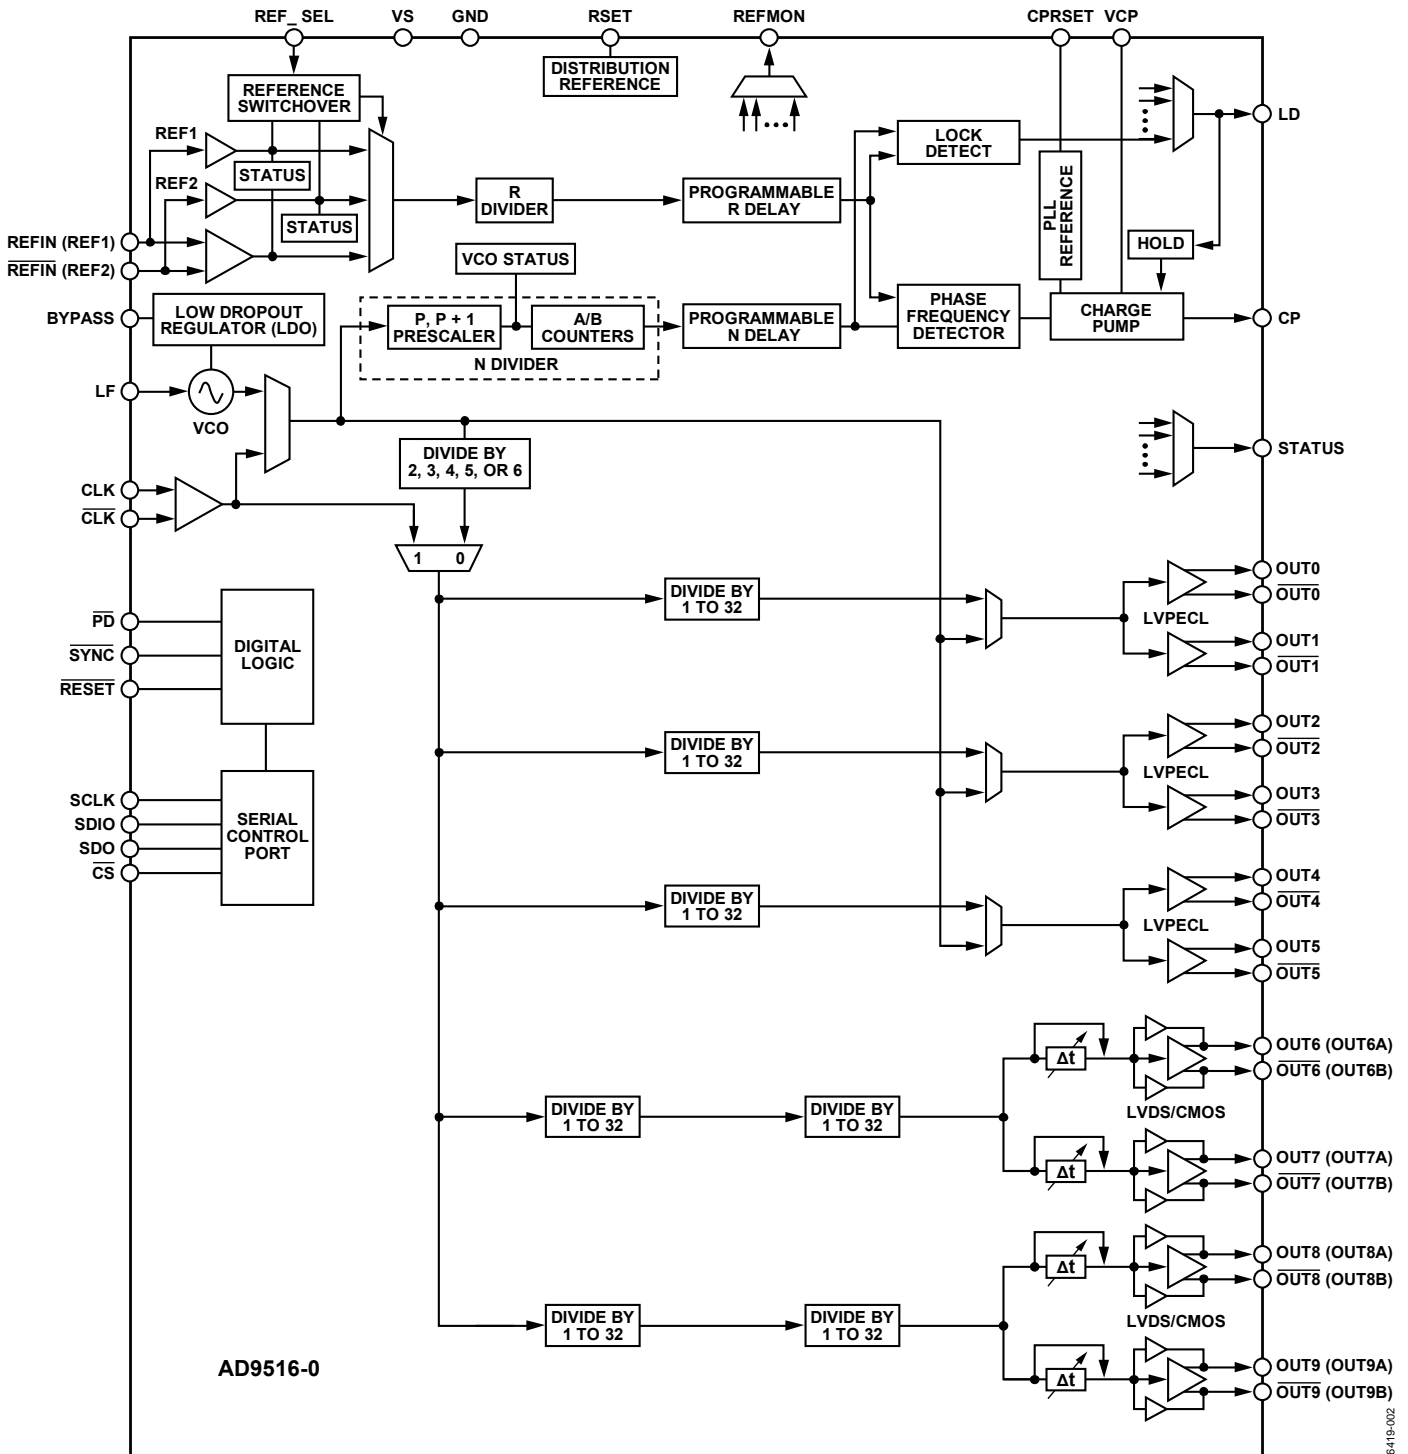 REF_ SEL
VS
GND
RSET
REFMON
CPRSET
VCP
DISTRIBUTION
REFERENCE
REFERENCE
SWITCHOVER
REF1
STATUS
REF2
STATUS
R
DIVIDER
PROGRAMMABLE
R DELAY
LOCK
DETECT
PLL
REFERENCE
HOLD
LD
REFIN (REF1)
REFIN (REF2)
VCO STATUS
BYPASS
LOW DROPOUT
REGULATOR (LDO)
P, P + 1
PRESCALER
A/B
COUNTERS
N DIVIDER
PROGRAMMABLE
N DELAY
PHASE
FREQUENCY
DETECTOR
CHARGE
PUMP
CP
LF
VCO
DIVIDE BY
2, 3, 4, 5, OR 6
STATUS
CLK
CLK
1 0
PD
SYNC
RESET
DIGITAL
LOGIC
SCLK
SDIO
SDO
CS
SERIAL
CONTROL
PORT
DIVIDE BY
1 TO 32
LVPECL
OUT0
OUT0
OUT1
OUT1
DIVIDE BY
1 TO 32
LVPECL
OUT2
OUT2
OUT3
OUT3
DIVIDE BY
1 TO 32
LVPECL
OUT4
OUT4
OUT5
OUT5
DIVIDE BY
1 TO 32
DIVIDE BY
1 TO 32
Δt
Δt
LVDS/CMOS
OUT6 (OUT6A)
OUT6 (OUT6B)
OUT7 (OUT7A)
OUT7 (OUT7B)
DIVIDE BY
1 TO 32
DIVIDE BY
1 TO 32
Δt
Δt
LVDS/CMOS
OUT8 (OUT8A)
OUT8 (OUT8B)
OUT9 (OUT9A)
OUT9 (OUT9B)
AD9516-0
6419-002